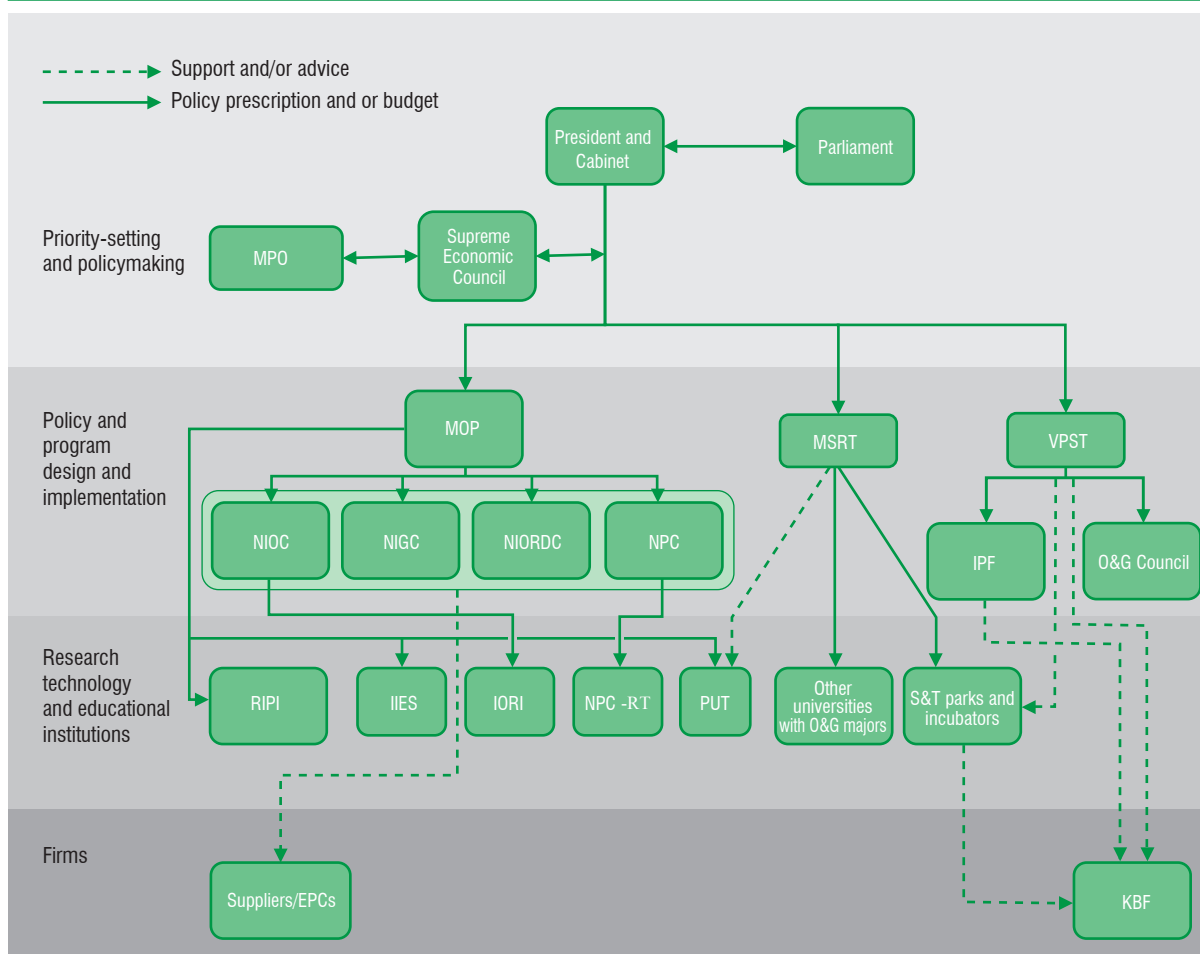 Support and/or advice
Policy prescription and or budget
President and
Cabinet
Parliament
Priority-setting
and policymaking
MPO
Supreme
Economic
Council
Policy and
program
design and
implementation
MOP
MSRT
VPST
NIOC
NIGC
NIORDC
NPC
IPF
O&G Council
Research
technology
and educational
institutions
RIPI
IIES
IORI
NPC -RT
PUT
Other
universities
with O&G majors
S&T parks and
incubators
Firms
Suppliers/EPCs
KBF